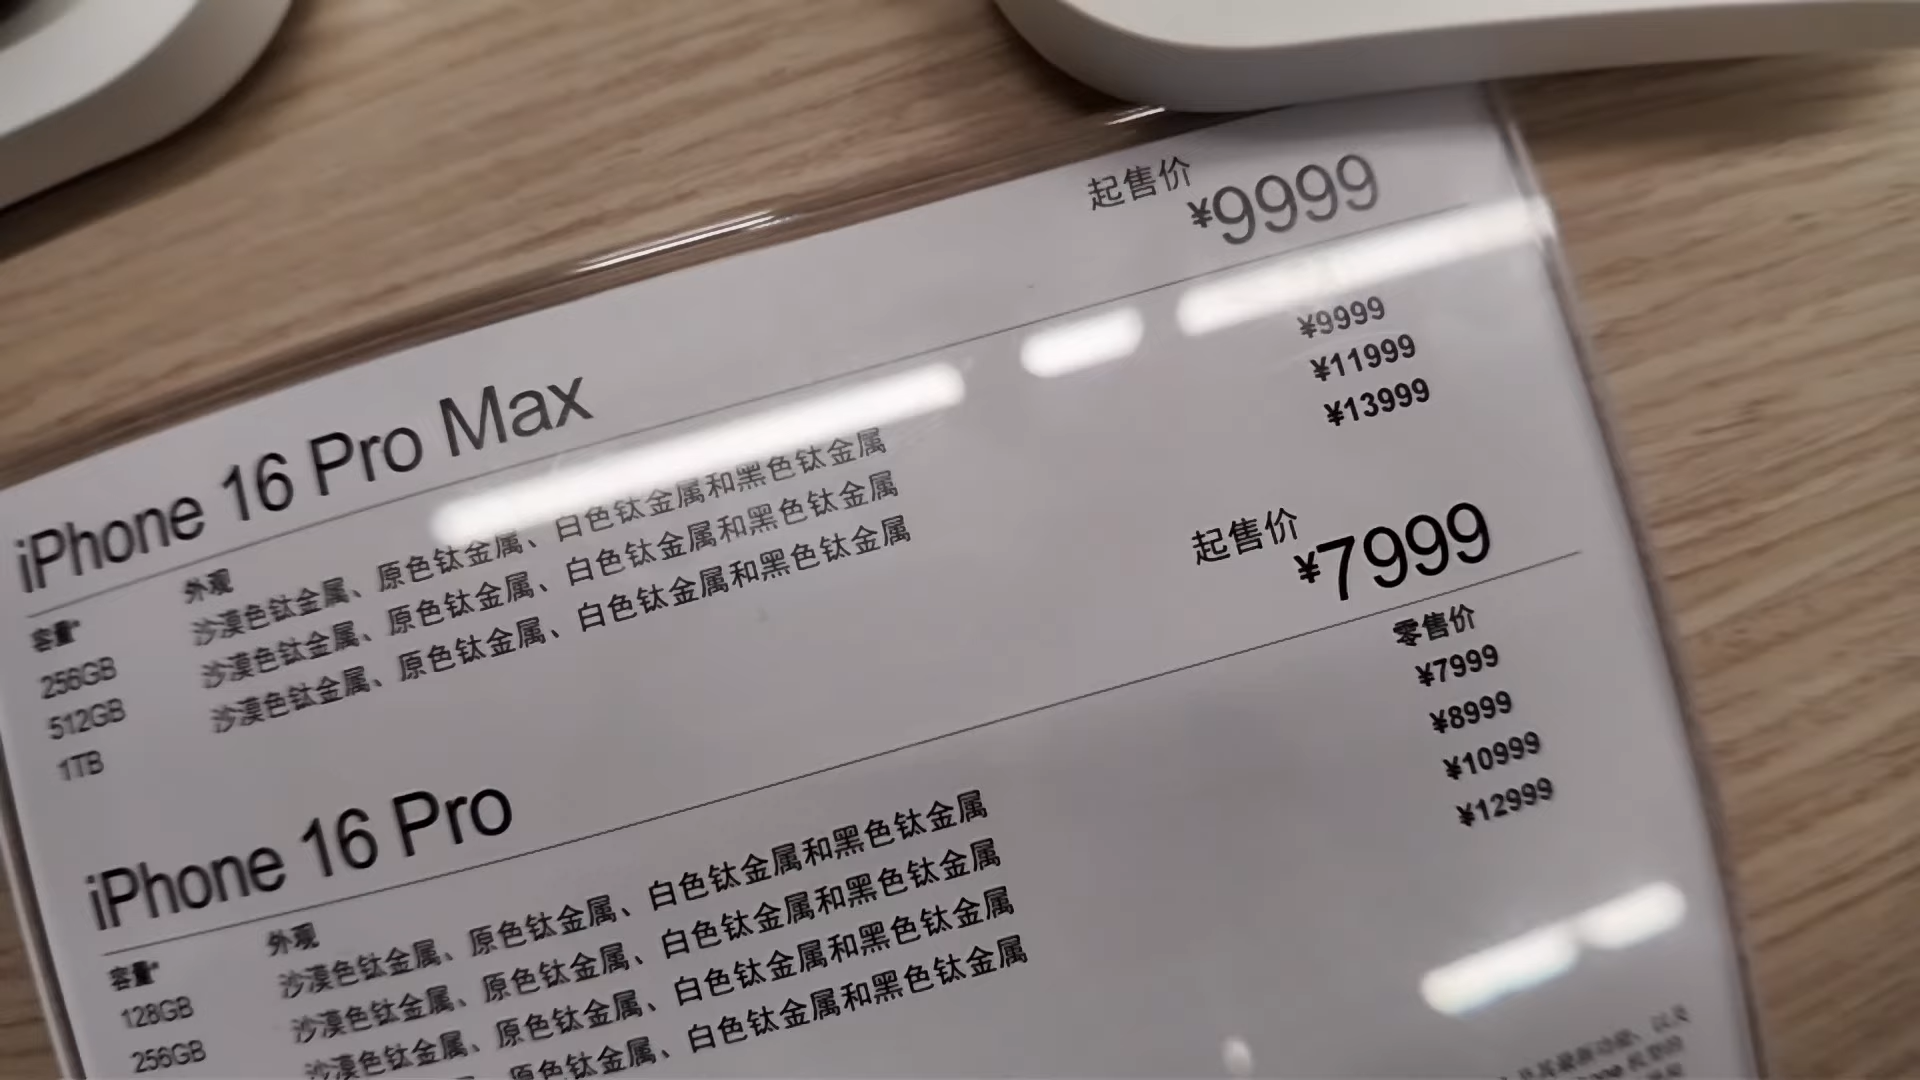 iPhone 16 Pro Max 起售价 ¥9999
容量* 外观
256GB 沙漠色钛金属、原色钛金属、白色钛金属和黑色钛金属 ¥9999
512GB 沙漠色钛金属、原色钛金属、白色钛金属和黑色钛金属 ¥11999
1TB 沙漠色钛金属、原色钛金属、白色钛金属和黑色钛金属 ¥13999
iPhone 16 Pro 起售价 ¥7999
容量* 外观 零售价
128GB 沙漠色钛金属、原色钛金属、白色钛金属和黑色钛金属 ¥7999
256GB 沙漠色钛金属、原色钛金属、白色钛金属和黑色钛金属 ¥8999
沙漠色钛金属、原色钛金属、白色钛金属和黑色钛金属 ¥10999
原色钛金属、白色钛金属和黑色钛金属 ¥12999